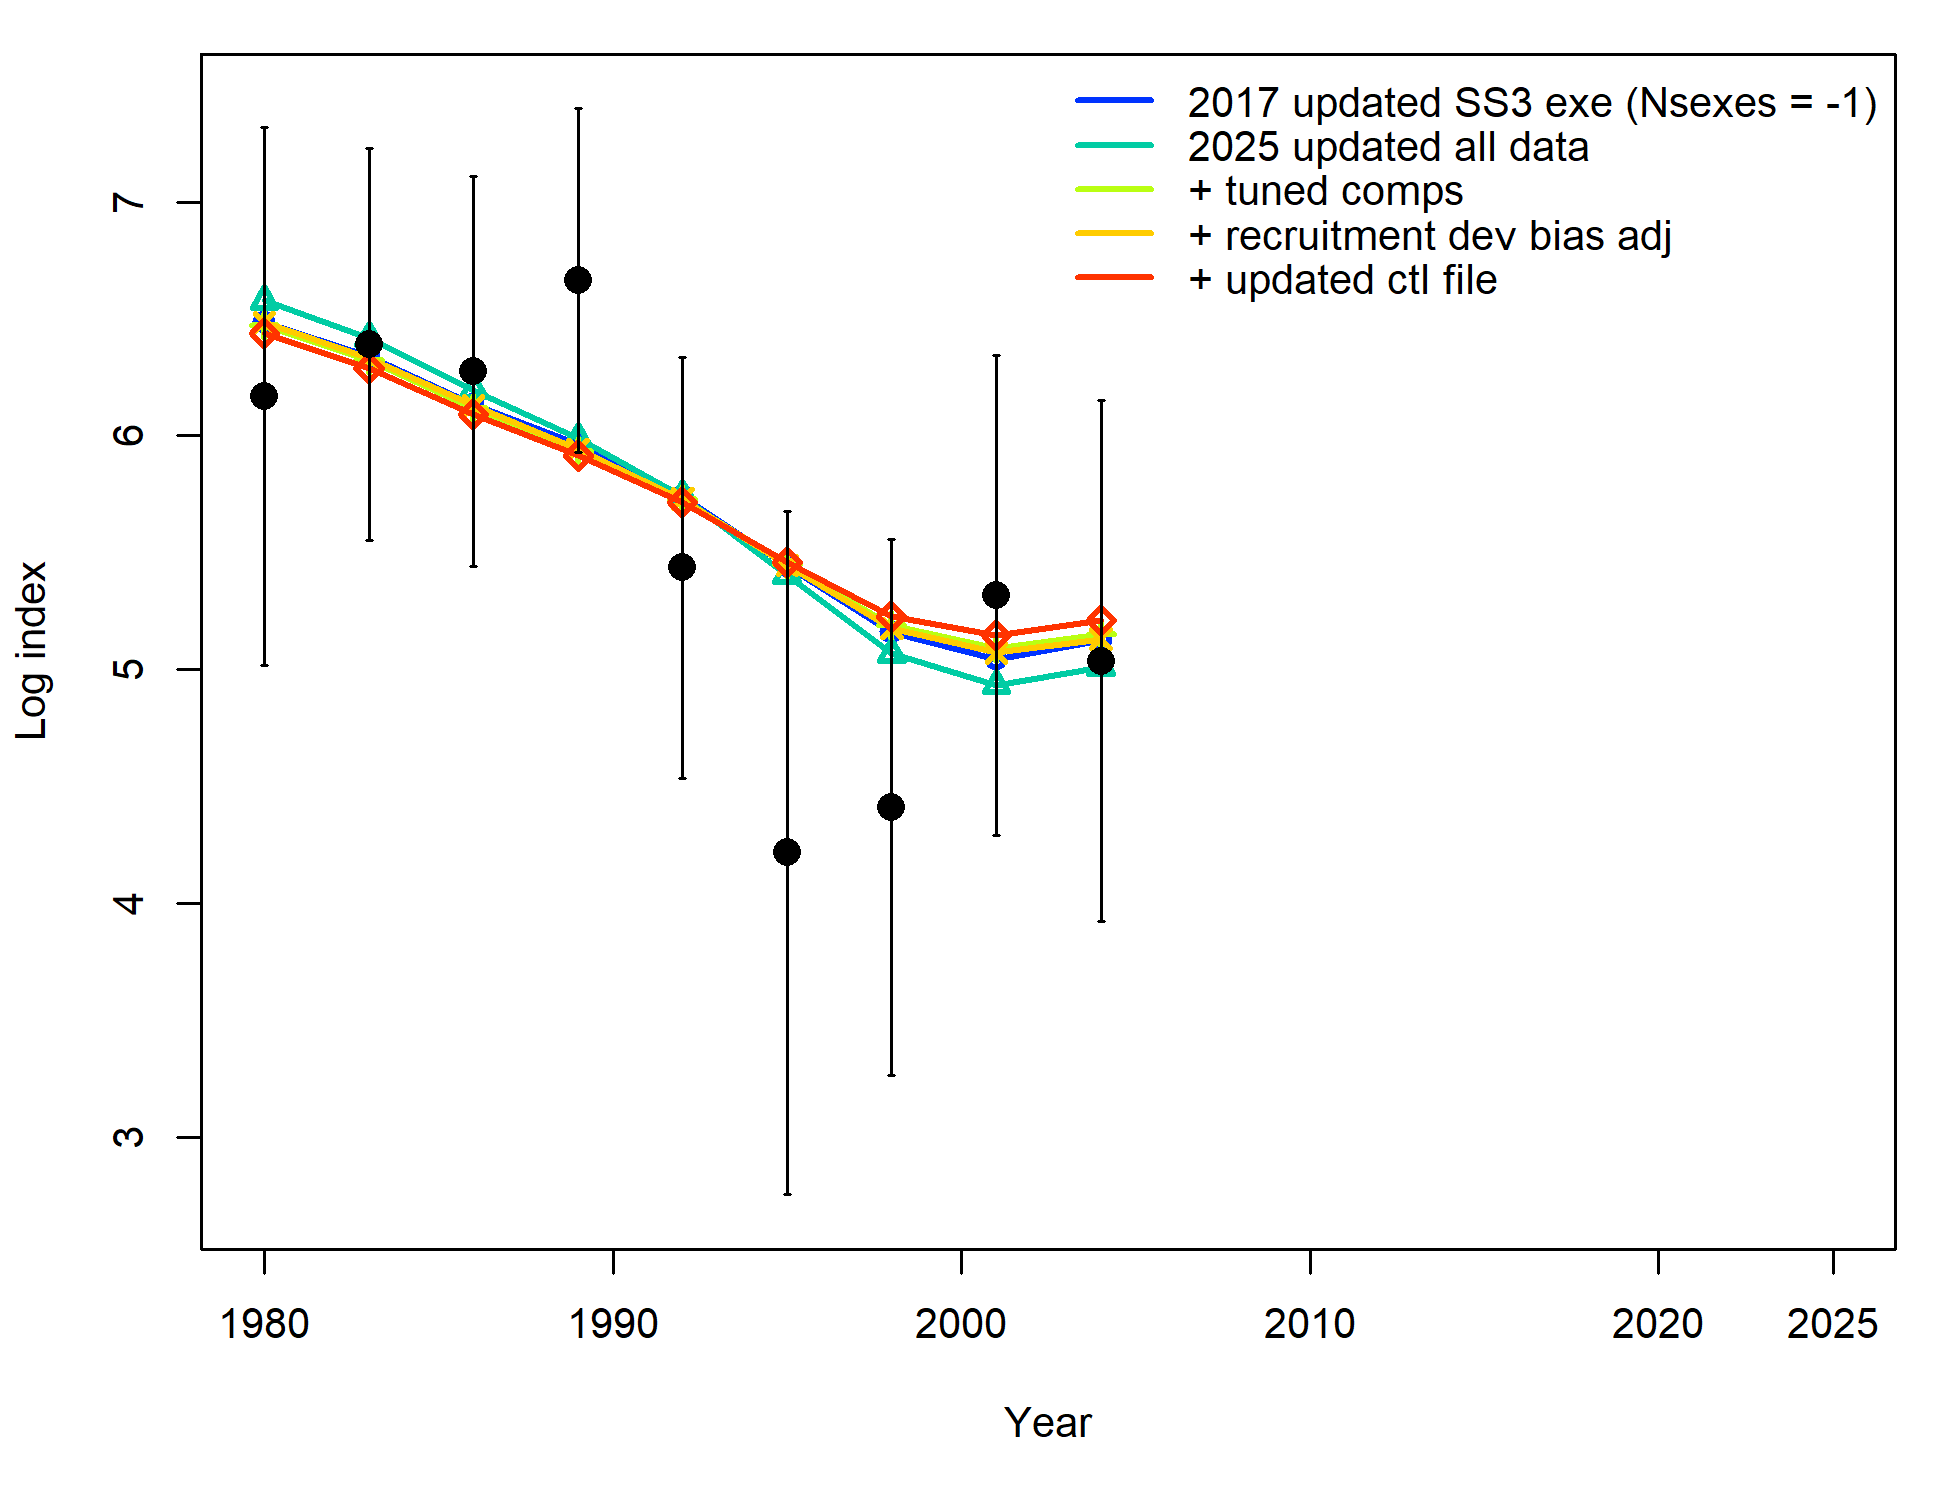 2017 updated SS3 exe (Nsexes = -1)
2025 updated all data
+ tuned comps
+ recruitment dev bias adj
+ updated ctl file
7
6
5
4
3
Log index
1980
1990
2000
2010
2020
2025
Year